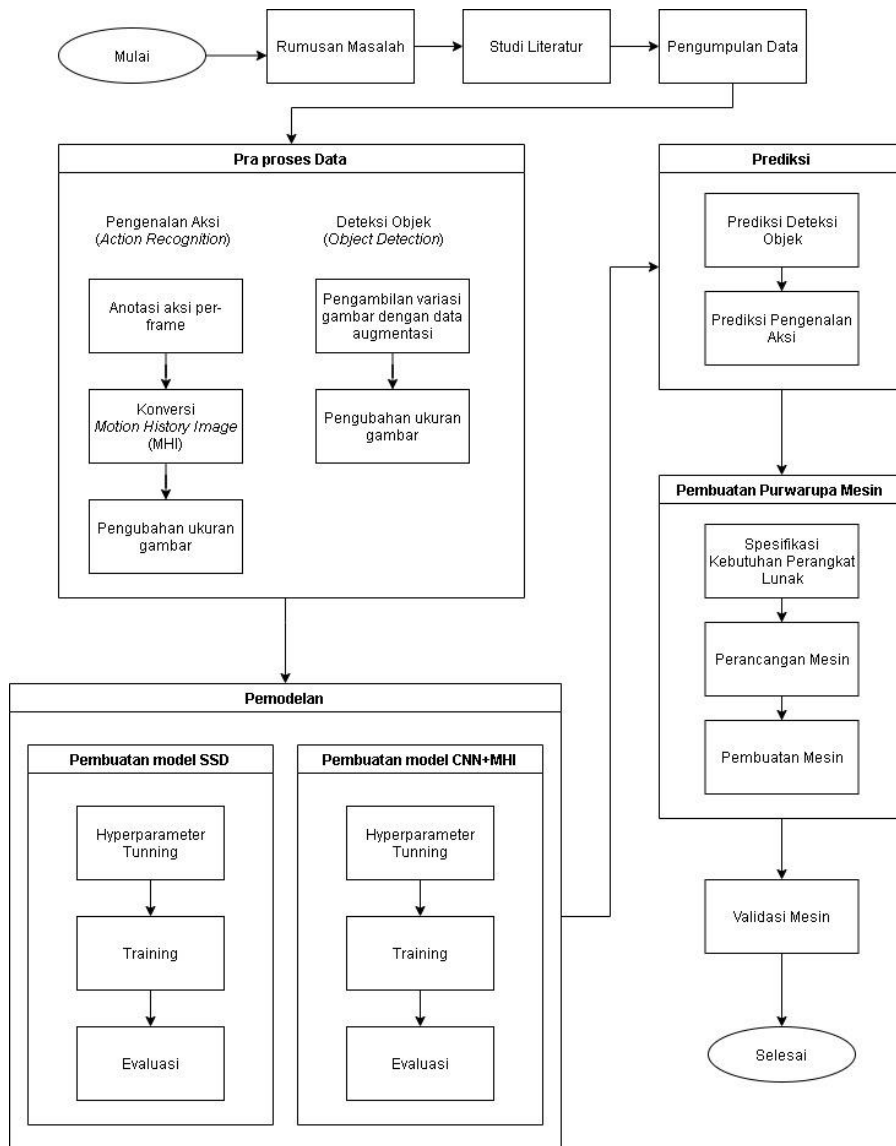 Mulai
Rumusan Masalah
Studi Literatur
Pengumpulan Data
Pra proses Data
Pengenalan Aksi
(Action Recognition)
Anotasi aksi per-
frame
Konversi
Motion History Image
(MHI)
Pengubahan ukuran
gambar
Deteksi Objek
(Object Detection)
Pengambilan variasi
gambar dengan data
augmentasi
Pengubahan ukuran
gambar
Pemodelan
Pembuatan model SSD
Hyperparameter
Tunning
Training
Evaluasi
Pembuatan model CNN+MHI
Hyperparameter
Tunning
Training
Evaluasi
Prediksi
Prediksi Deteksi
Objek
Prediksi Pengenalan
Aksi
Pembuatan Purwarupa Mesin
Spesifikasi
Kebutuhan Perangkat
Lunak
Perancangan Mesin
Pembuatan Mesin
Validasi Mesin
Selesai